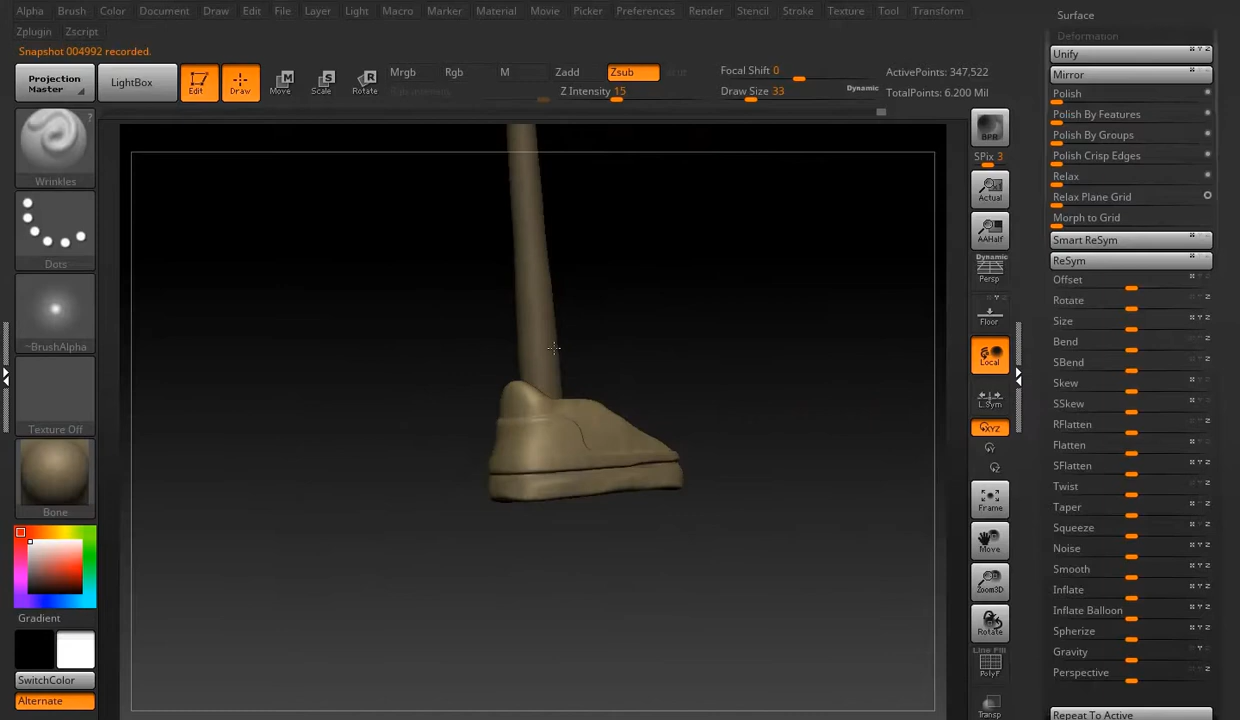 Alpha Brush Color Document Draw Edit File Layer Light Macro Marker Material Movie Picker Preferences Render Stencil Stroke Texture Tool Transform
Zplugin Zscript
Snapshot 004992 recorded.
Projection Master
LightBox
Edit
Draw
Move
Scale
Rotate
Mrgb Rgb M Zadd Zsub
Z Intensity 15
Focal Shift 0
Draw Size 33
Dynamic
ActivePoints: 347,522
TotalPoints: 6.200 Mil
?
Wrinkles
Dots
~BrushAlpha
Texture Off
Bone
Gradient
SwitchColor
Alternate
BPR
SPix 3
Actual
AAHalf
Dynamic
Persp
Floor
Local
L.Sym
XYZ
Y
Z
Frame
Move
Zoom3D
Rotate
Line Fill
PolyF
Transp
Surface
Deformation
Unify
Mirror
Polish
Polish By Features
Polish By Groups
Polish Crisp Edges
Relax
Relax Plane Grid
Morph to Grid
Smart ReSym
ReSym
Offset
Rotate
Size
Bend
SBend
Skew
SSkew
RFlatten
Flatten
SFlatten
Twist
Taper
Squeeze
Noise
Smooth
Inflate
Inflate Balloon
Spherize
Gravity
Perspective
Repeat To Active